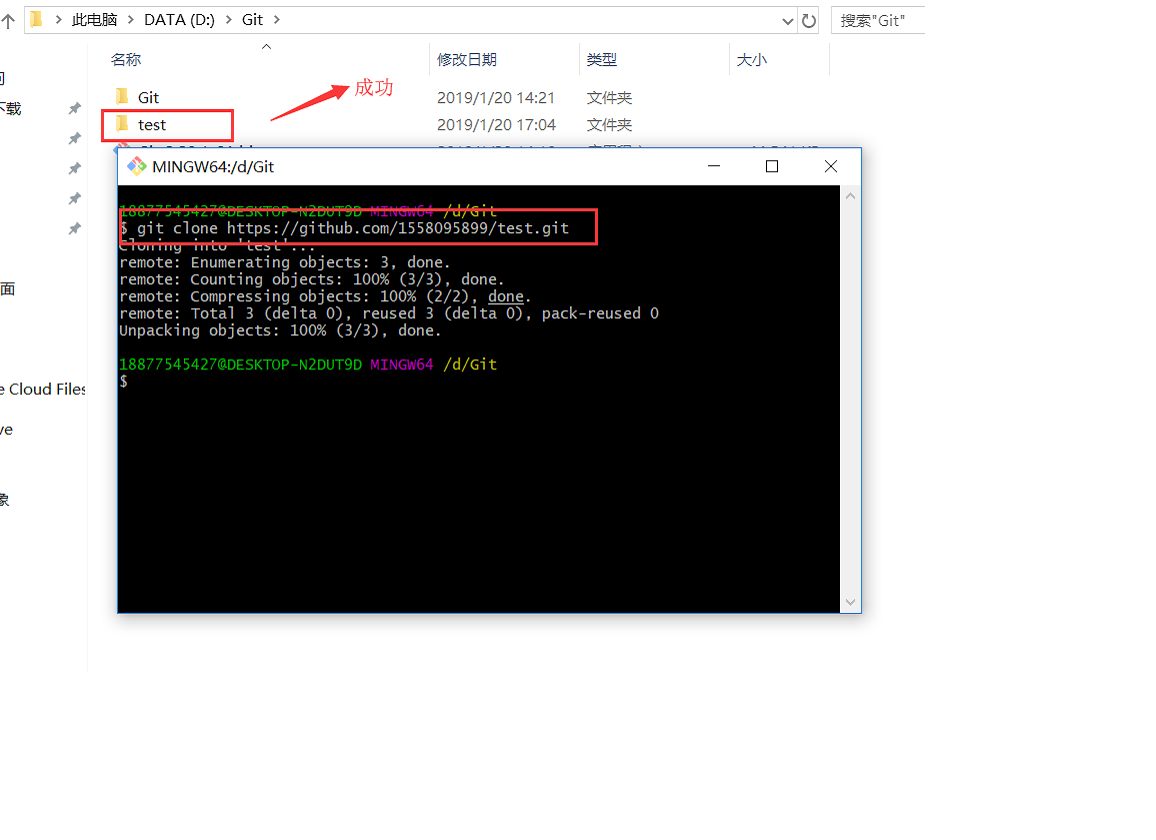 此电脑 DATA (D:) Git 搜索"Git"
名称 修改日期 类型 大小
成功
Git 2019/1/20 14:21 文件夹
下载
test 2019/1/20 17:04 文件夹
MINGW64:/d/Git
18877545427@DESKTOP-N2DUT9D MINGW64 /d/Git
$ git clone https://github.com/1558095899/test.git
Cloning into 'test'...
remote: Enumerating objects: 3, done.
remote: Counting objects: 100% (3/3), done.
remote: Compressing objects: 100% (2/2), done.
remote: Total 3 (delta 0), reused 3 (delta 0), pack-reused 0
Unpacking objects: 100% (3/3), done.
18877545427@DESKTOP-N2DUT9D MINGW64 /d/Git
$
面
e Cloud Files
ve
象